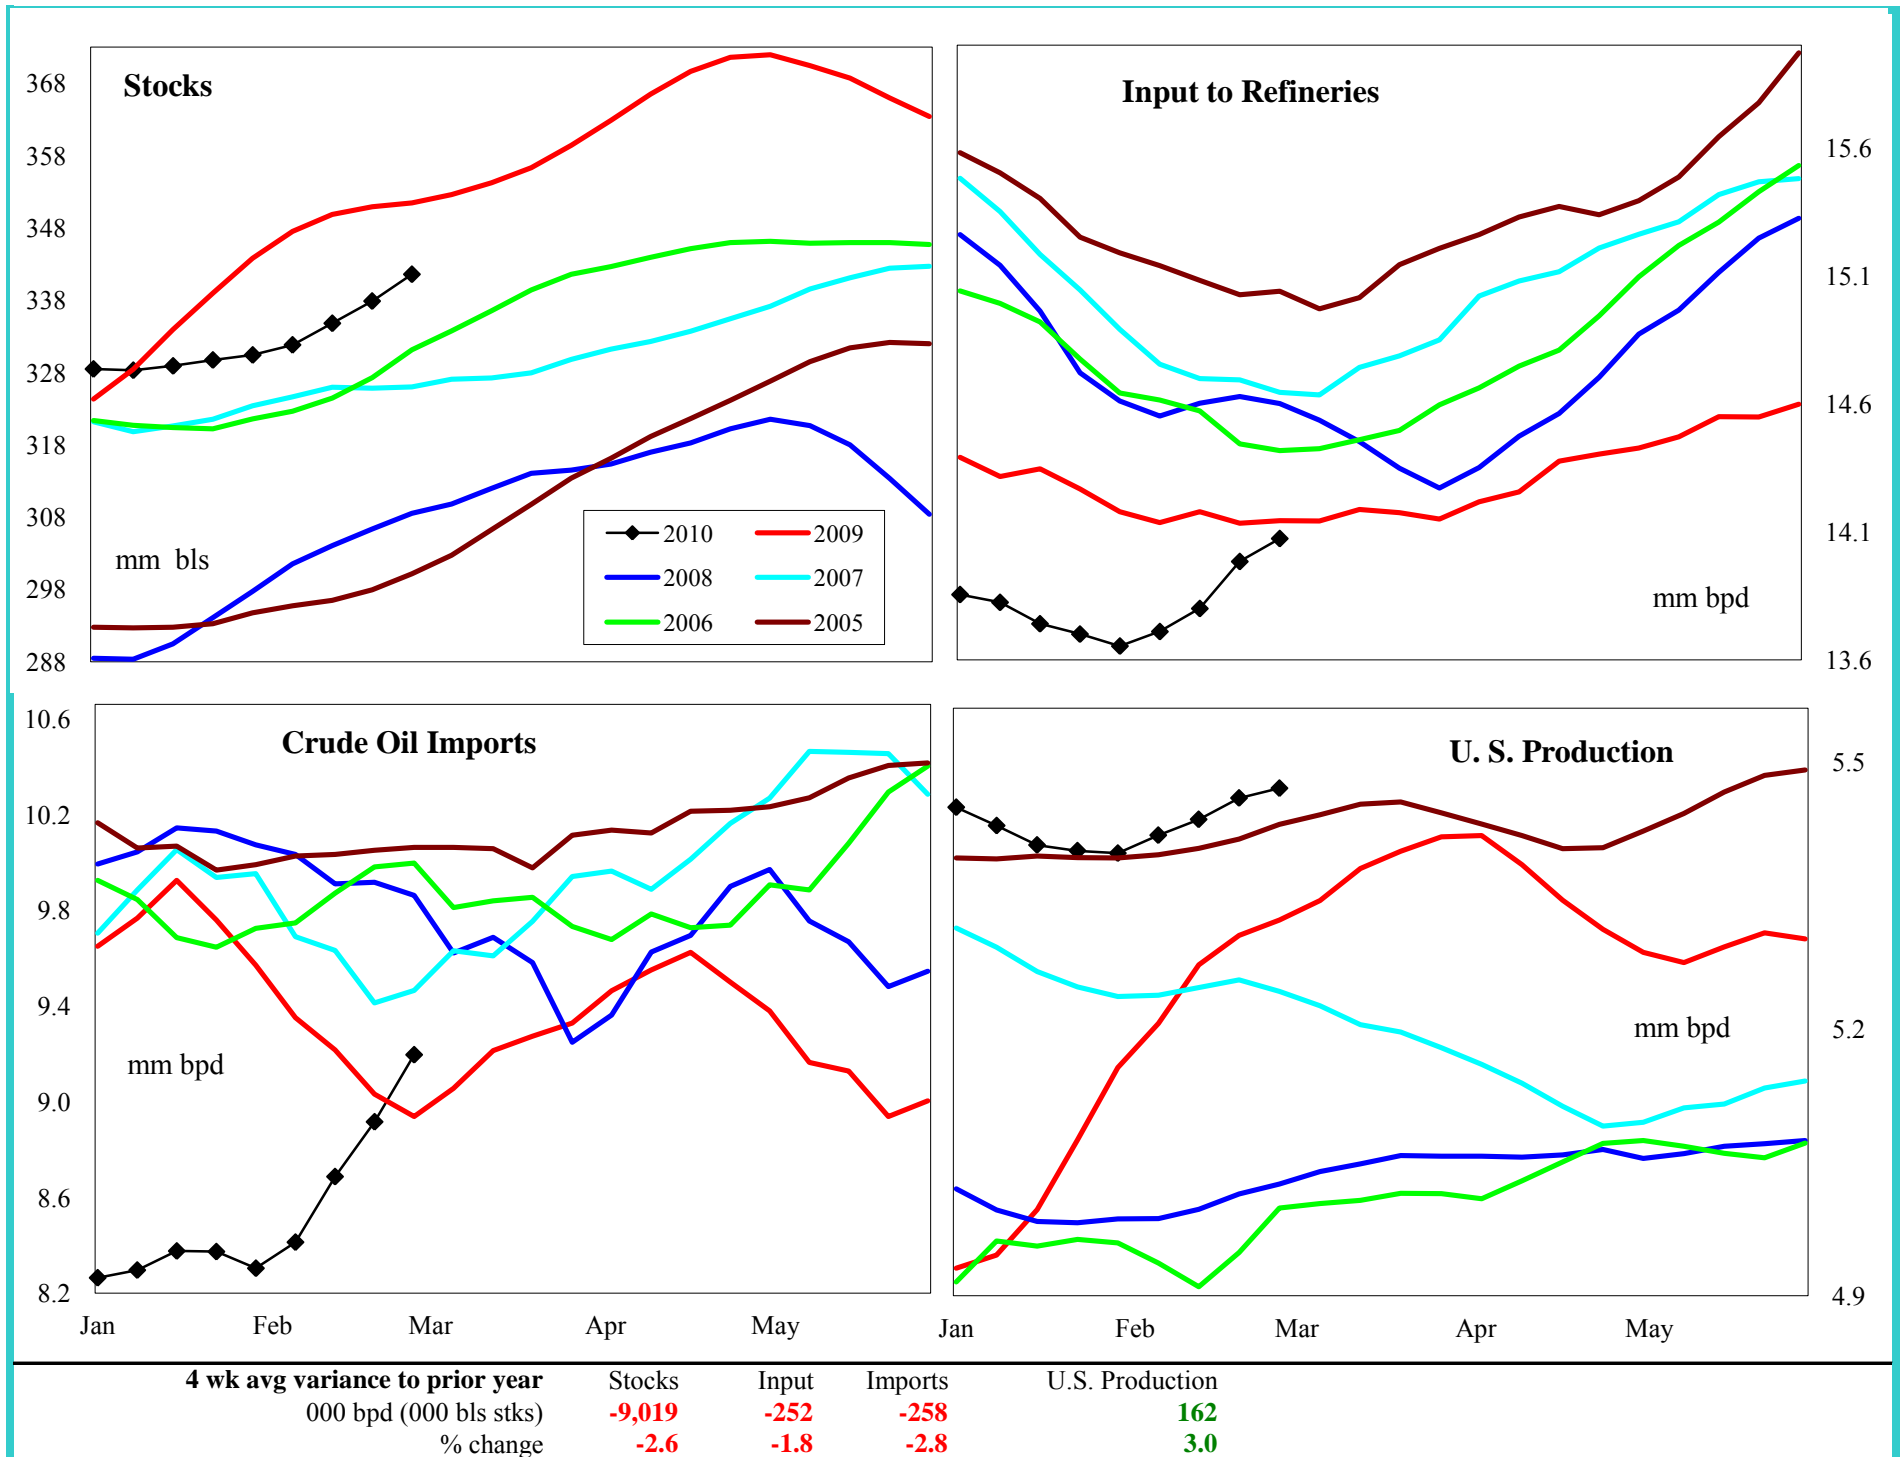 Stocks
368
358
348
338
328
318
308
298
288
mm bls
2010
2009
2008
2007
2006
2005
Input to Refineries
15.6
15.1
14.6
14.1
13.6
mm bpd
Crude Oil Imports
10.6
10.2
9.8
9.4
9.0
8.6
8.2
mm bpd
Jan Feb Mar Apr May
U. S. Production
5.5
5.2
4.9
mm bpd
Jan Feb Mar Apr May
4 wk avg variance to prior year Stocks Input Imports U.S. Production
000 bpd (000 bls stks) -9,019 -252 -258 162
% change -2.6 -1.8 -2.8 3.0